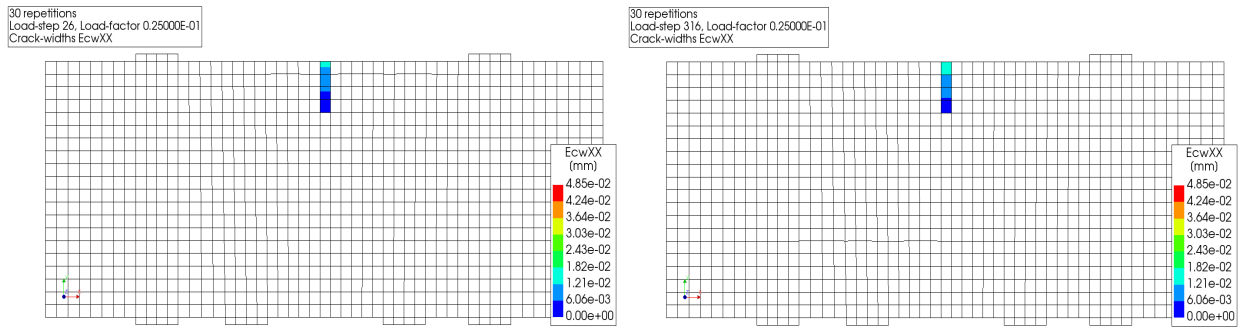 30 repetitions
Load-step 26, Load-factor 0.25000E-01
Crack-widths EcwXX
EcwXX
(mm)
4.85e-02
4.24e-02
3.64e-02
3.03e-02
2.43e-02
1.82e-02
1.21e-02
6.06e-03
0.00e+00
30 repetitions
Load-step 316, Load-factor 0.25000E-01
Crack-widths EcwXX
EcwXX
(mm)
4.85e-02
4.24e-02
3.64e-02
3.03e-02
2.43e-02
1.82e-02
1.21e-02
6.06e-03
0.00e+00